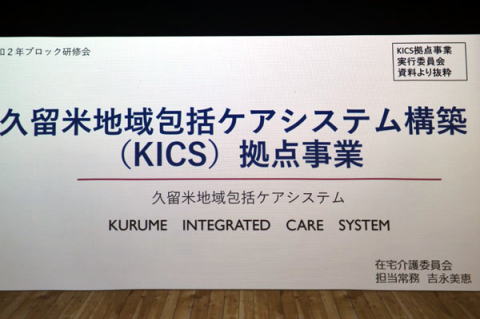 和2年ブロック研修会
KICS拠点事業
実行委員会
資料より抜粋
久留米地域包括ケアシステム構築
（KICS）拠点事業
久留米地域包括ケアシステム
KURUME INTEGRATED CARE SYSTEM
在宅介護委員会
担当常務 吉永美恵